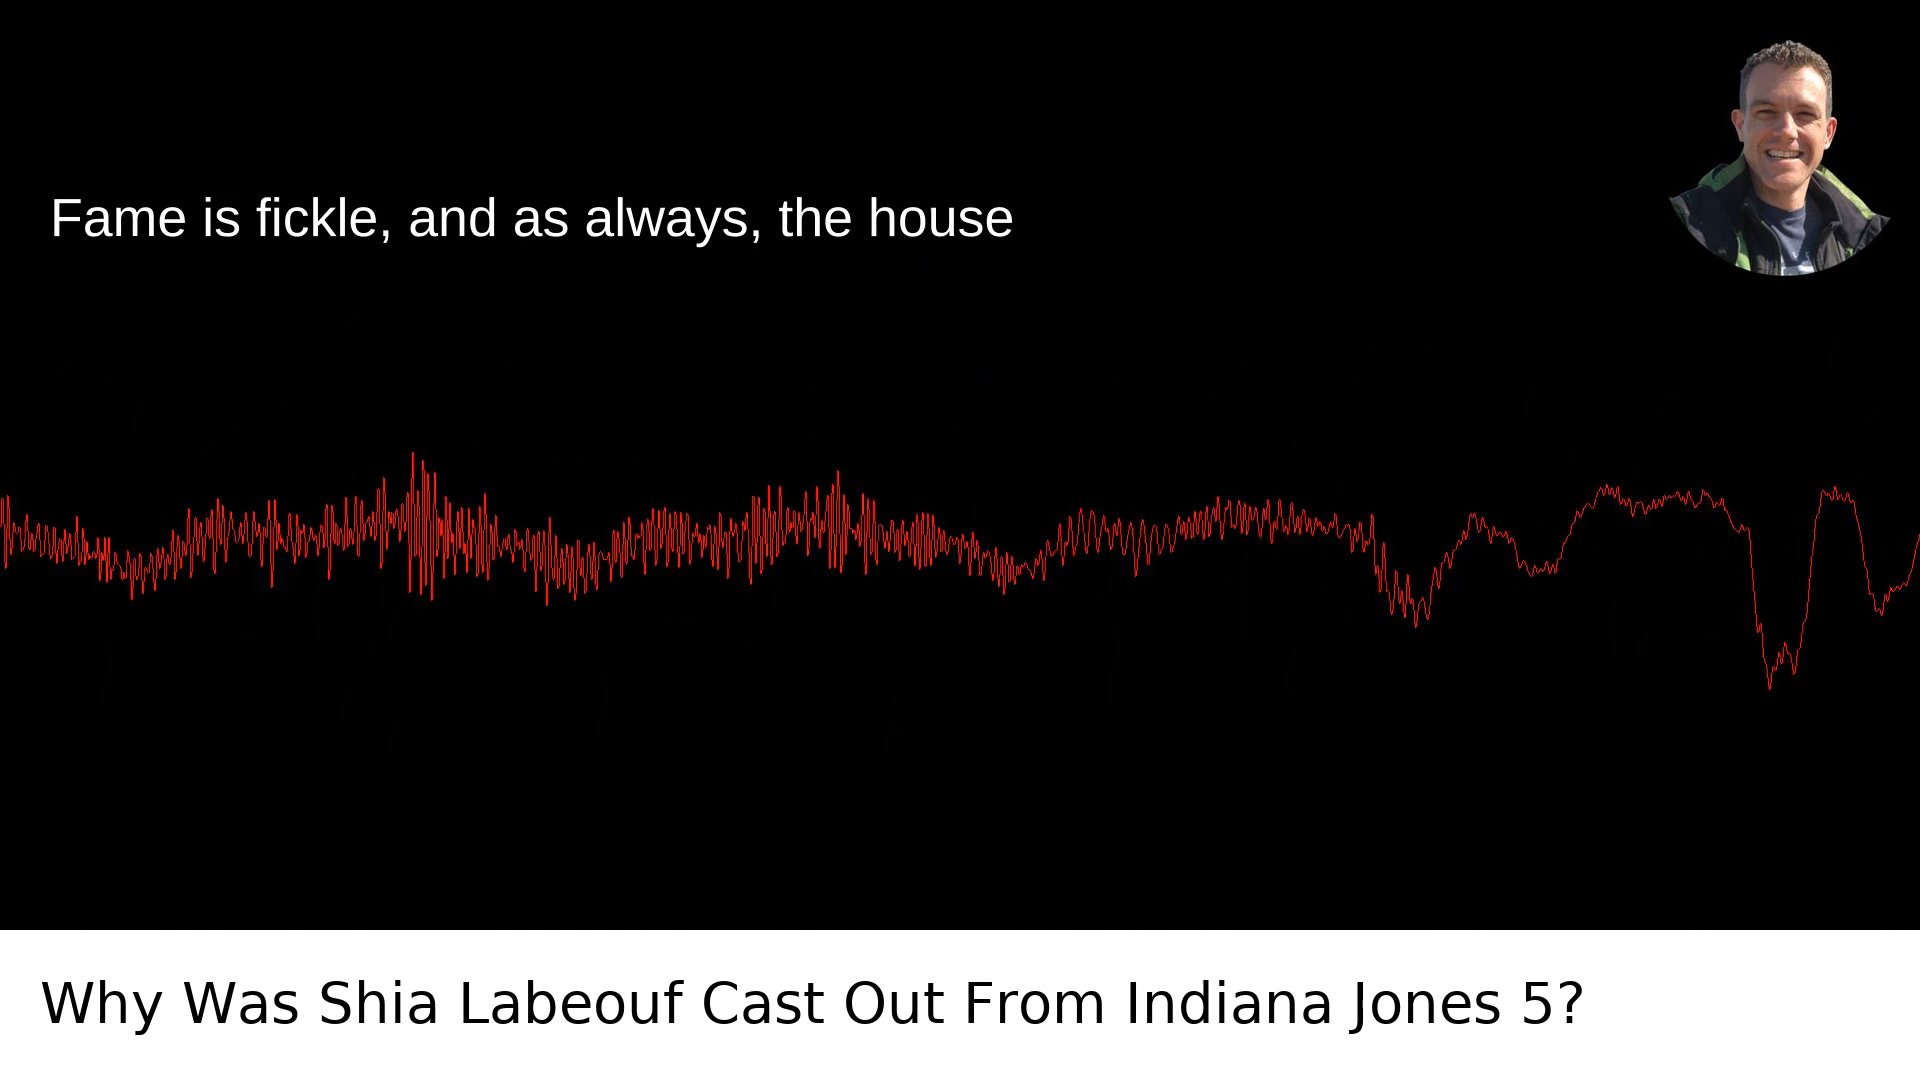 Fame is fickle, and as always, the house
Why Was Shia Labeouf Cast Out From Indiana Jones 5?